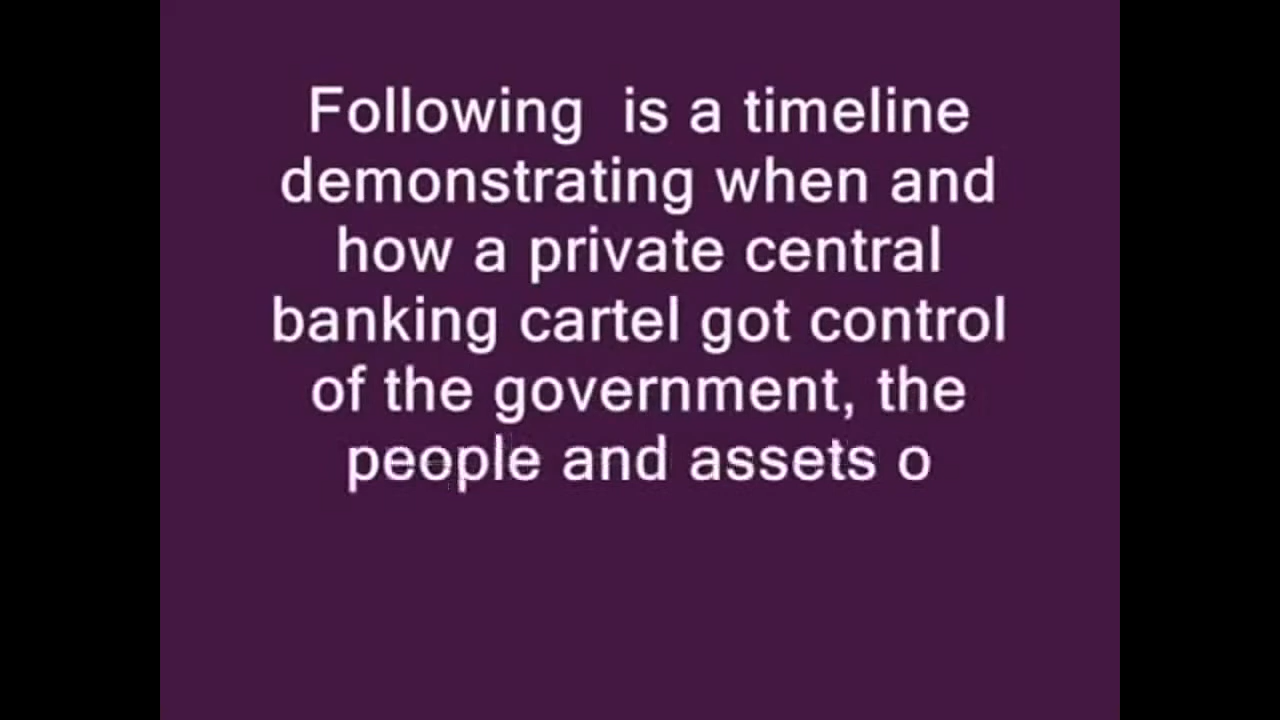 Following  is a timeline
demonstrating when and
how a private central
banking cartel got control
of the government, the
people and assets o